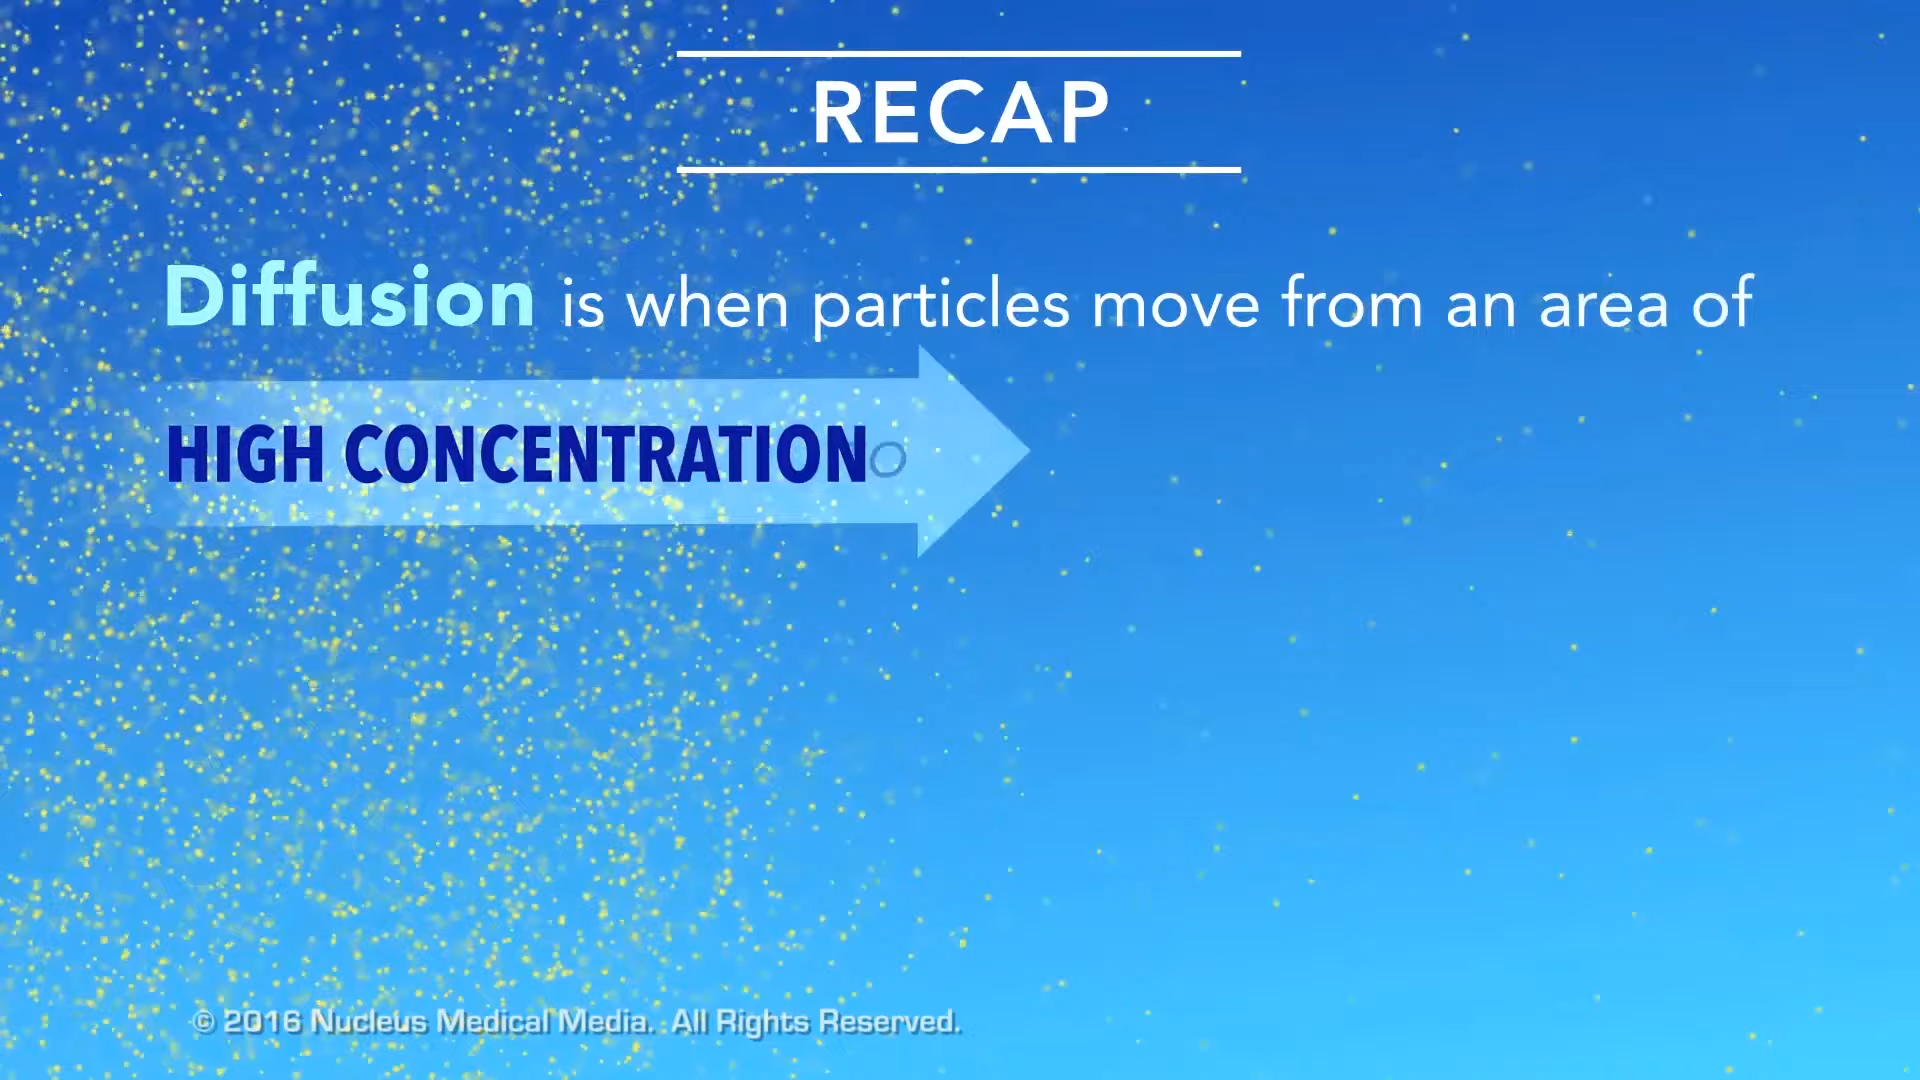 RECAP
Diffusion is when particles move from an area of
HIGH CONCENTRATION
© 2016 Nucleus Medical Media. All Rights Reserved.